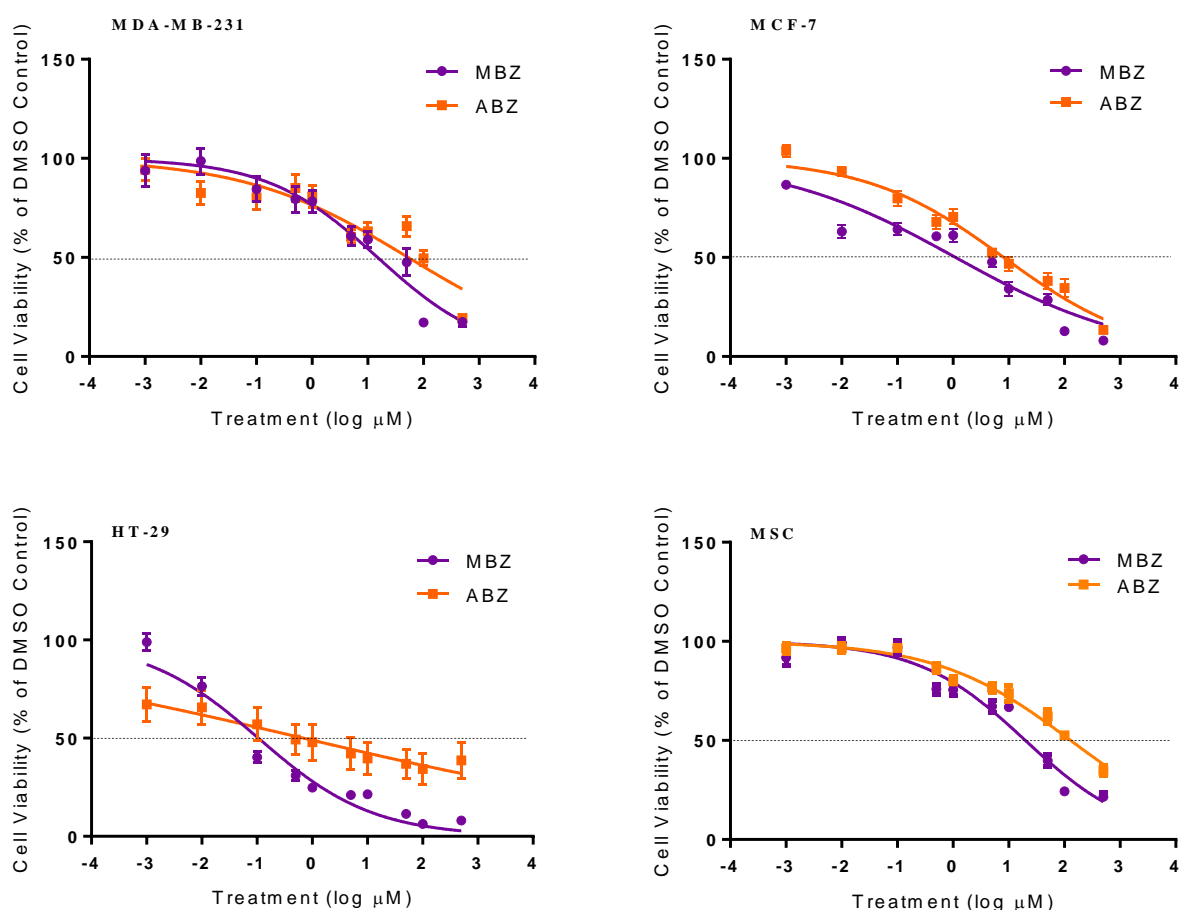 MDA-MB-231
Cell Viability (% of DMSO Control)
150
100
50
0
MBZ
ABZ
-4 -3 -2 -1 0 1 2 3 4
Treatment (log μM)
MCF-7
Cell Viability (% of DMSO Control)
150
100
50
0
MBZ
ABZ
-4 -3 -2 -1 0 1 2 3 4
Treatment (log μM)
HT-29
Cell Viability (% of DMSO Control)
150
100
50
0
MBZ
ABZ
-4 -3 -2 -1 0 1 2 3 4
Treatment (log μM)
MSC
Cell Viability (% of DMSO Control)
150
100
50
0
MBZ
ABZ
-4 -3 -2 -1 0 1 2 3 4
Treatment (log μM)